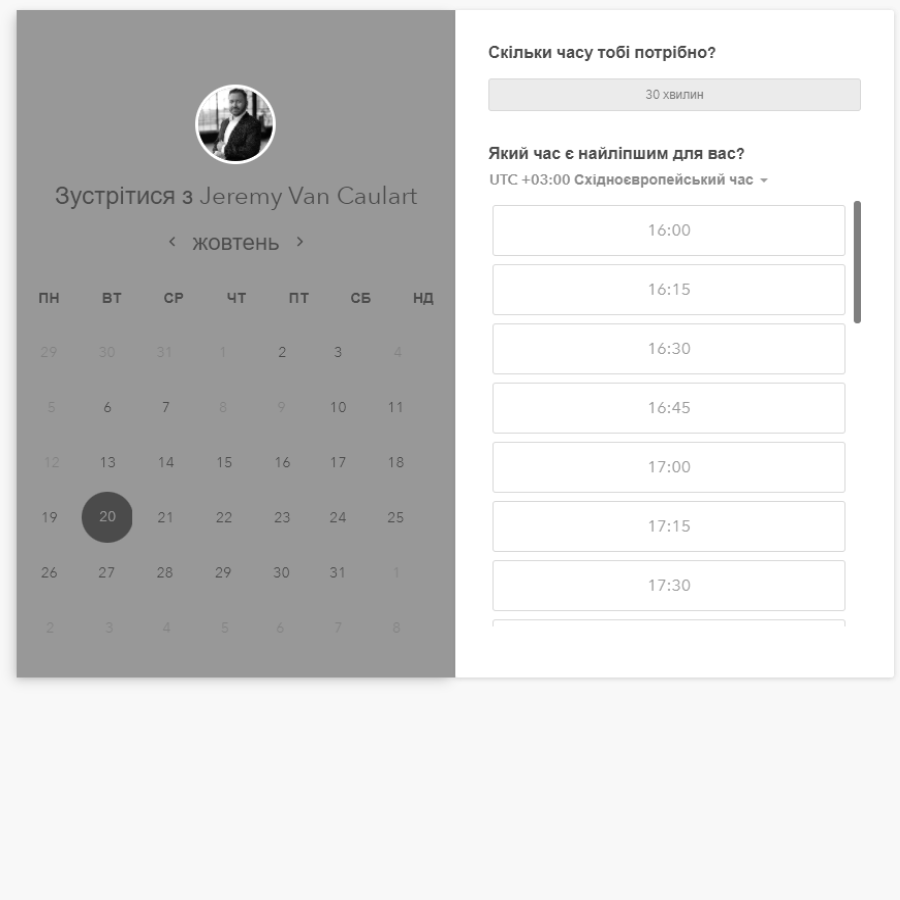 Зустрітися з Jeremy Van Caulart
жовтень
ПН ВТ СР ЧТ ПТ СБ НД
29 30 31 1 2 3 4
5 6 7 8 9 10 11
12 13 14 15 16 17 18
19 20 21 22 23 24 25
26 27 28 29 30 31 1
2 3 4 5 6 7 8
Скільки часу тобі потрібно?
30 хвилин
Який час є найліпшим для вас?
UTC +03:00 Східноєвропейський час
16:00
16:15
16:30
16:45
17:00
17:15
17:30